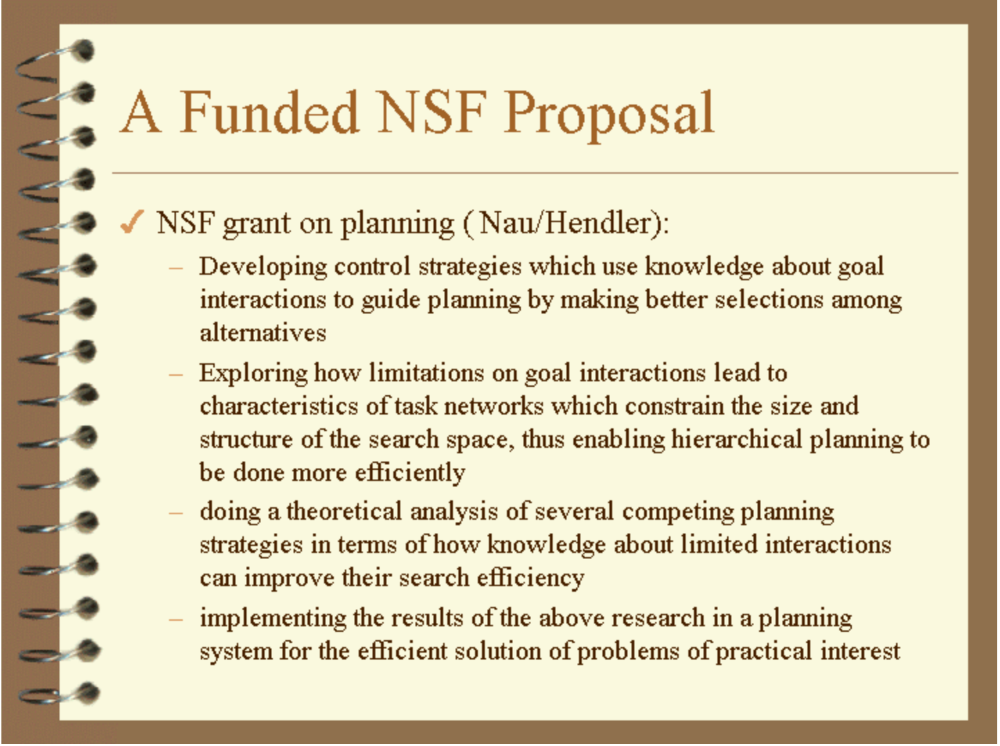 A Funded NSF Proposal
✓ NSF grant on planning ( Nau/Hendler):
– Developing control strategies which use knowledge about goal
interactions to guide planning by making better selections among
alternatives
– Exploring how limitations on goal interactions lead to
characteristics of task networks which constrain the size and
structure of the search space, thus enabling hierarchical planning to
be done more efficiently
– doing a theoretical analysis of several competing planning
strategies in terms of how knowledge about limited interactions
can improve their search efficiency
– implementing the results of the above research in a planning
system for the efficient solution of problems of practical interest